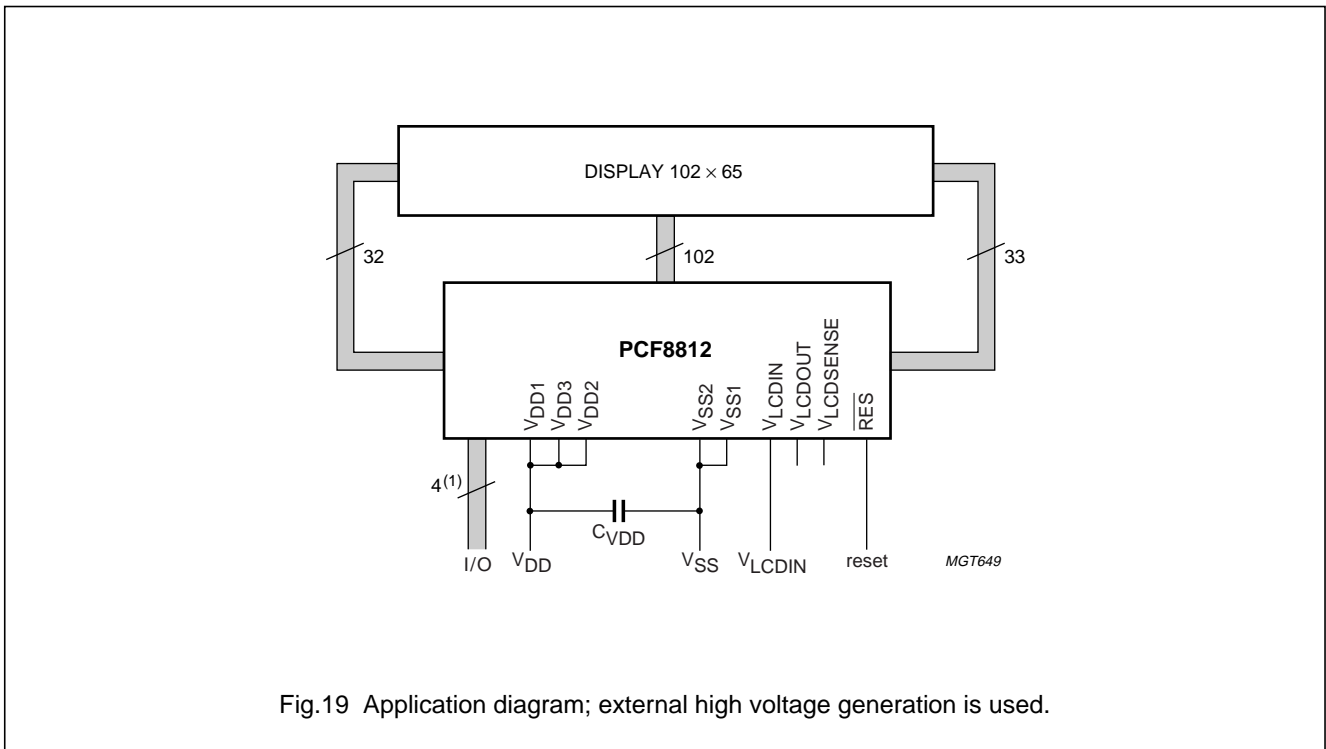 DISPLAY 102 × 65
32
102
33
PCF8812
VDD1
VDD3
VDD2
VSS2
VSS1
VLCDIN
VLCDOUT
VLCDSENSE
RES
4(1)
CVDD
I/O
VDD
VSS
VLCDIN
reset
MGT649
Fig.19 Application diagram; external high voltage generation is used.